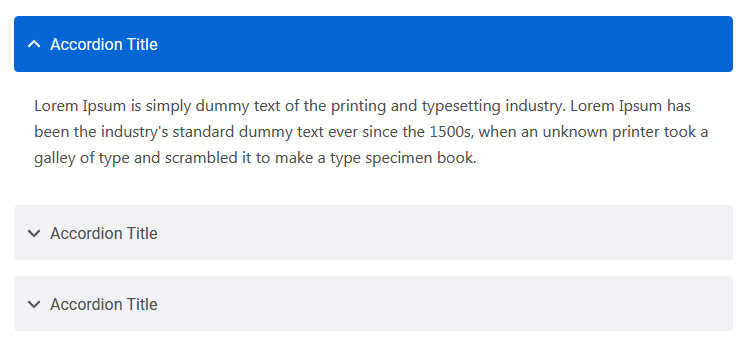 Accordion Title
Lorem Ipsum is simply dummy text of the printing and typesetting industry. Lorem Ipsum has
been the industry's standard dummy text ever since the 1500s, when an unknown printer took a
galley of type and scrambled it to make a type specimen book.
Accordion Title
Accordion Title